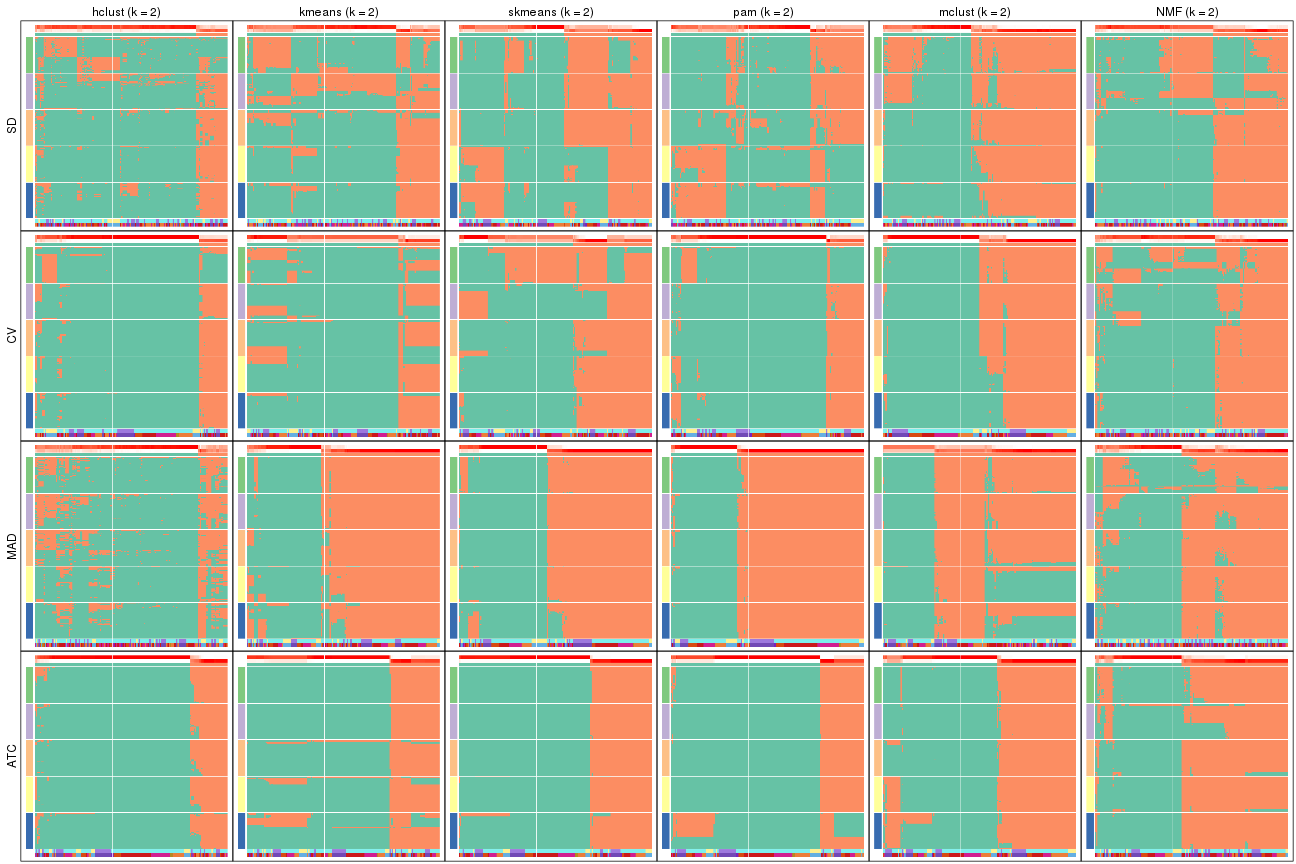 hclust (k = 2) kmeans (k = 2) skmeans (k = 2) pam (k = 2) mclust (k = 2) NMF (k = 2)
SD
CV
MAD
ATC